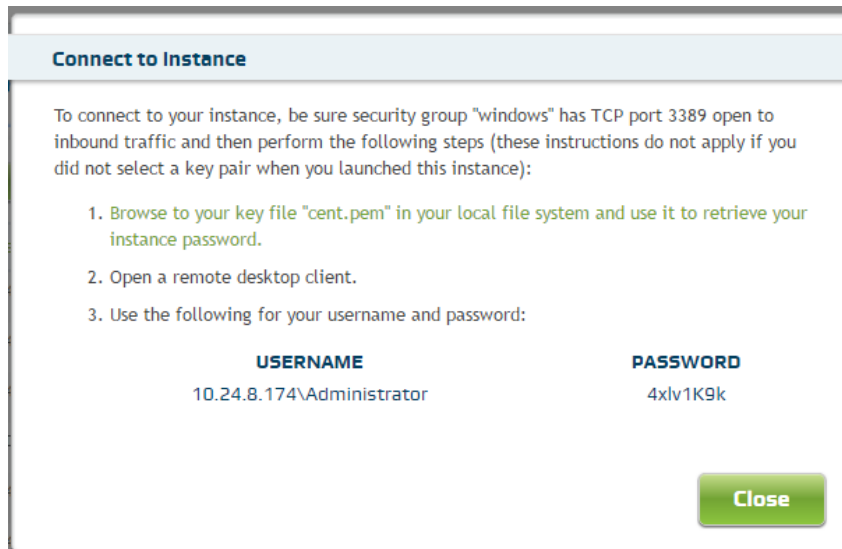 Connect to Instance
To connect to your instance, be sure security group "windows" has TCP port 3389 open to
inbound traffic and then perform the following steps (these instructions do not apply if you
did not select a key pair when you launched this instance):
1. Browse to your key file "cent.pem" in your local file system and use it to retrieve your
instance password.
2. Open a remote desktop client.
3. Use the following for your username and password:
USERNAME PASSWORD
10.24.8.174\Administrator 4xlv1K9k
Close